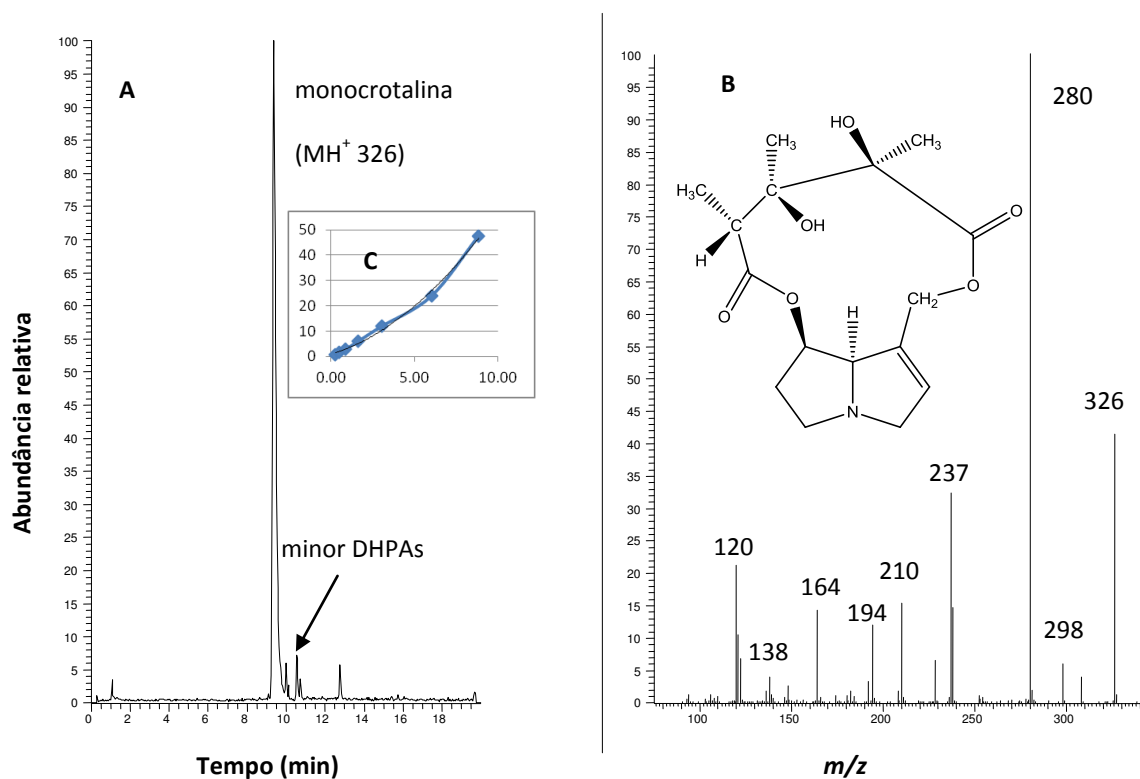 A
monocrotalina
(MH+ 326)
C
50
40
30
20
10
0
0.00 5.00 10.00
minor DHPAs
Abundância relativa
100
95
90
85
80
75
70
65
60
55
50
45
40
35
30
25
20
15
10
5
0
0 2 4 6 8 10 12 14 16 18
Tempo (min)
B
280
HO
CH3
CH3
H3C
OH
O
H
O
O
O
H
CH2
N
326
237
120
164
210
194
138
298
100
95
90
85
80
75
70
65
60
55
50
45
40
35
30
25
20
15
10
5
0
100 150 200 250 300
m/z